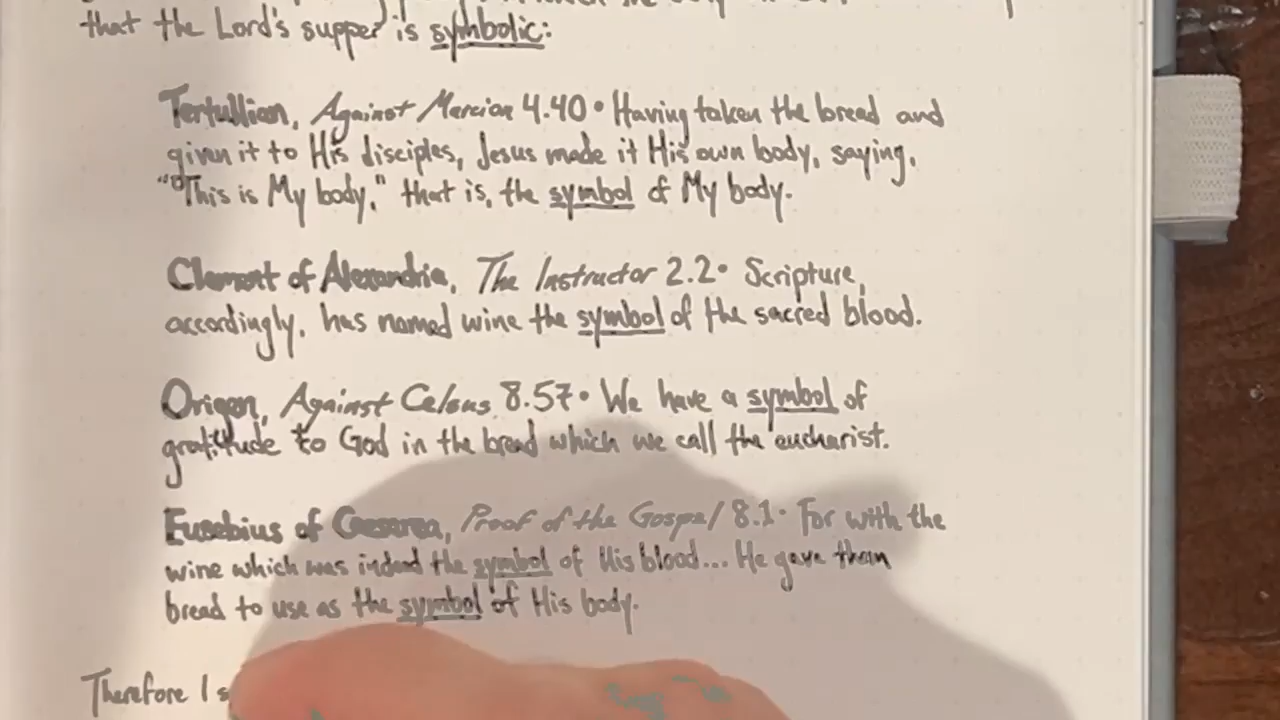 that the Lord's supper is symbolic:
Tertullian, Against Marcion 4.40 • Having taken the bread and
given it to His disciples, Jesus made it His own body, saying,
"This is My body," that is, the symbol of My body.
Clement of Alexandria, The Instructor 2.2 • Scripture,
accordingly, has named wine the symbol of the sacred blood.
Origen, Against Celsus 8.57 • We have a symbol of
gratitude to God in the bread which we call the eucharist.
Eusebius of Caesarea, Proof of the Gospel 8.1 • For with the
wine which was indeed the symbol of His blood... He gave them
bread to use as the symbol of His body.
Therefore I